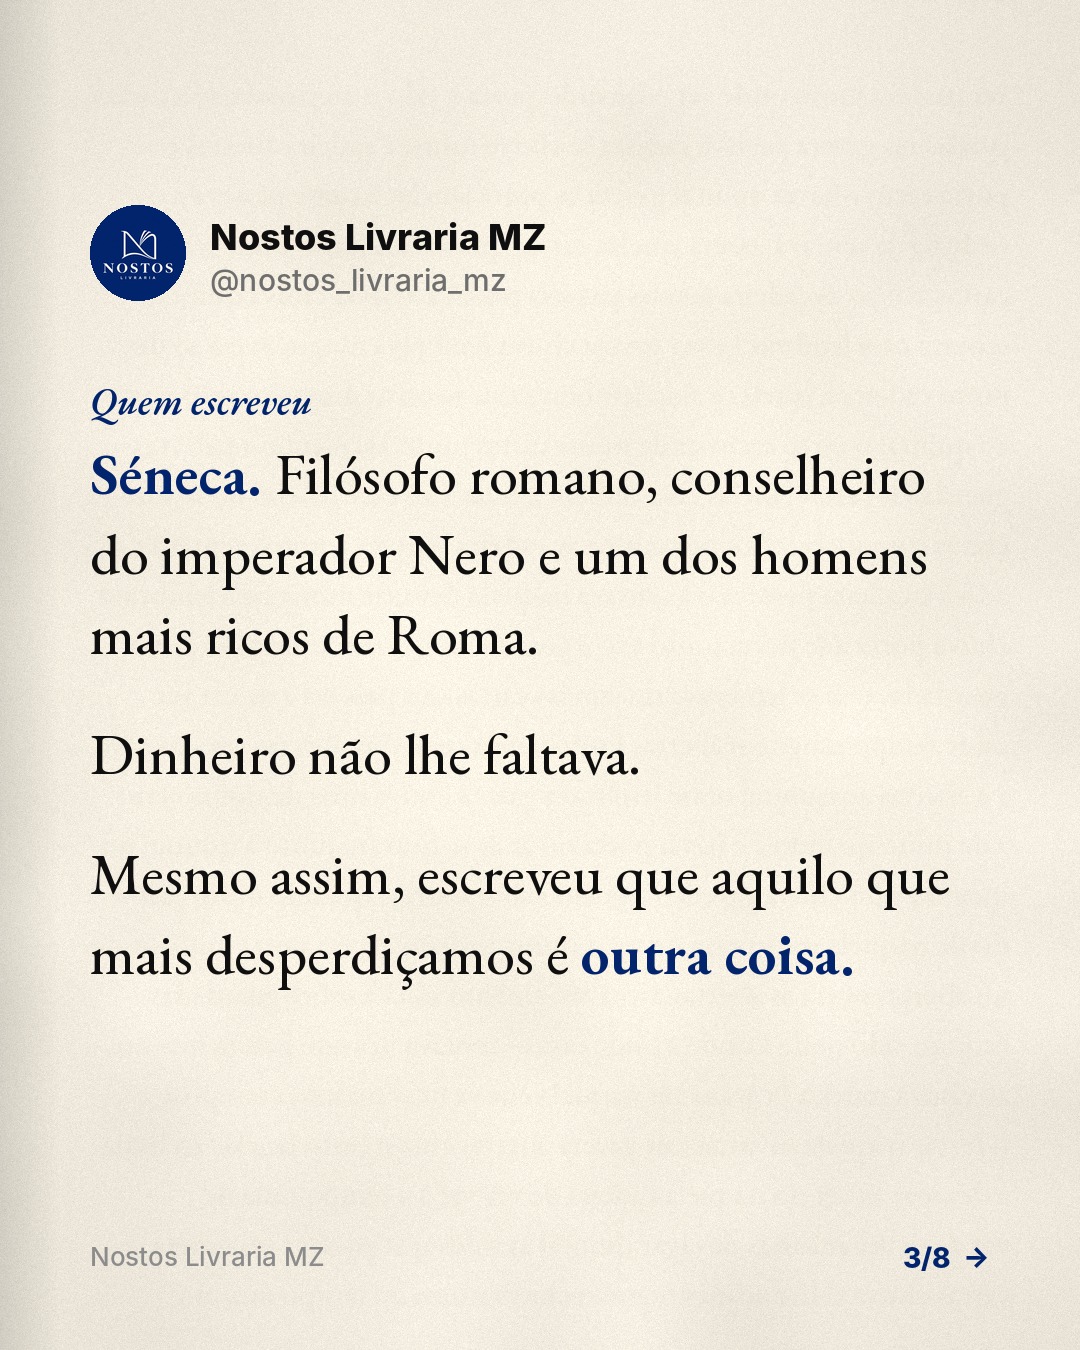 NOSTOS
LIVRARIA
Nostos Livraria MZ
@nostos_livraria_mz
Quem escreveu
Séneca. Filósofo romano, conselheiro
do imperador Nero e um dos homens
mais ricos de Roma.
Dinheiro não lhe faltava.
Mesmo assim, escreveu que aquilo que
mais desperdiçamos é outra coisa.
Nostos Livraria MZ
3/8 →